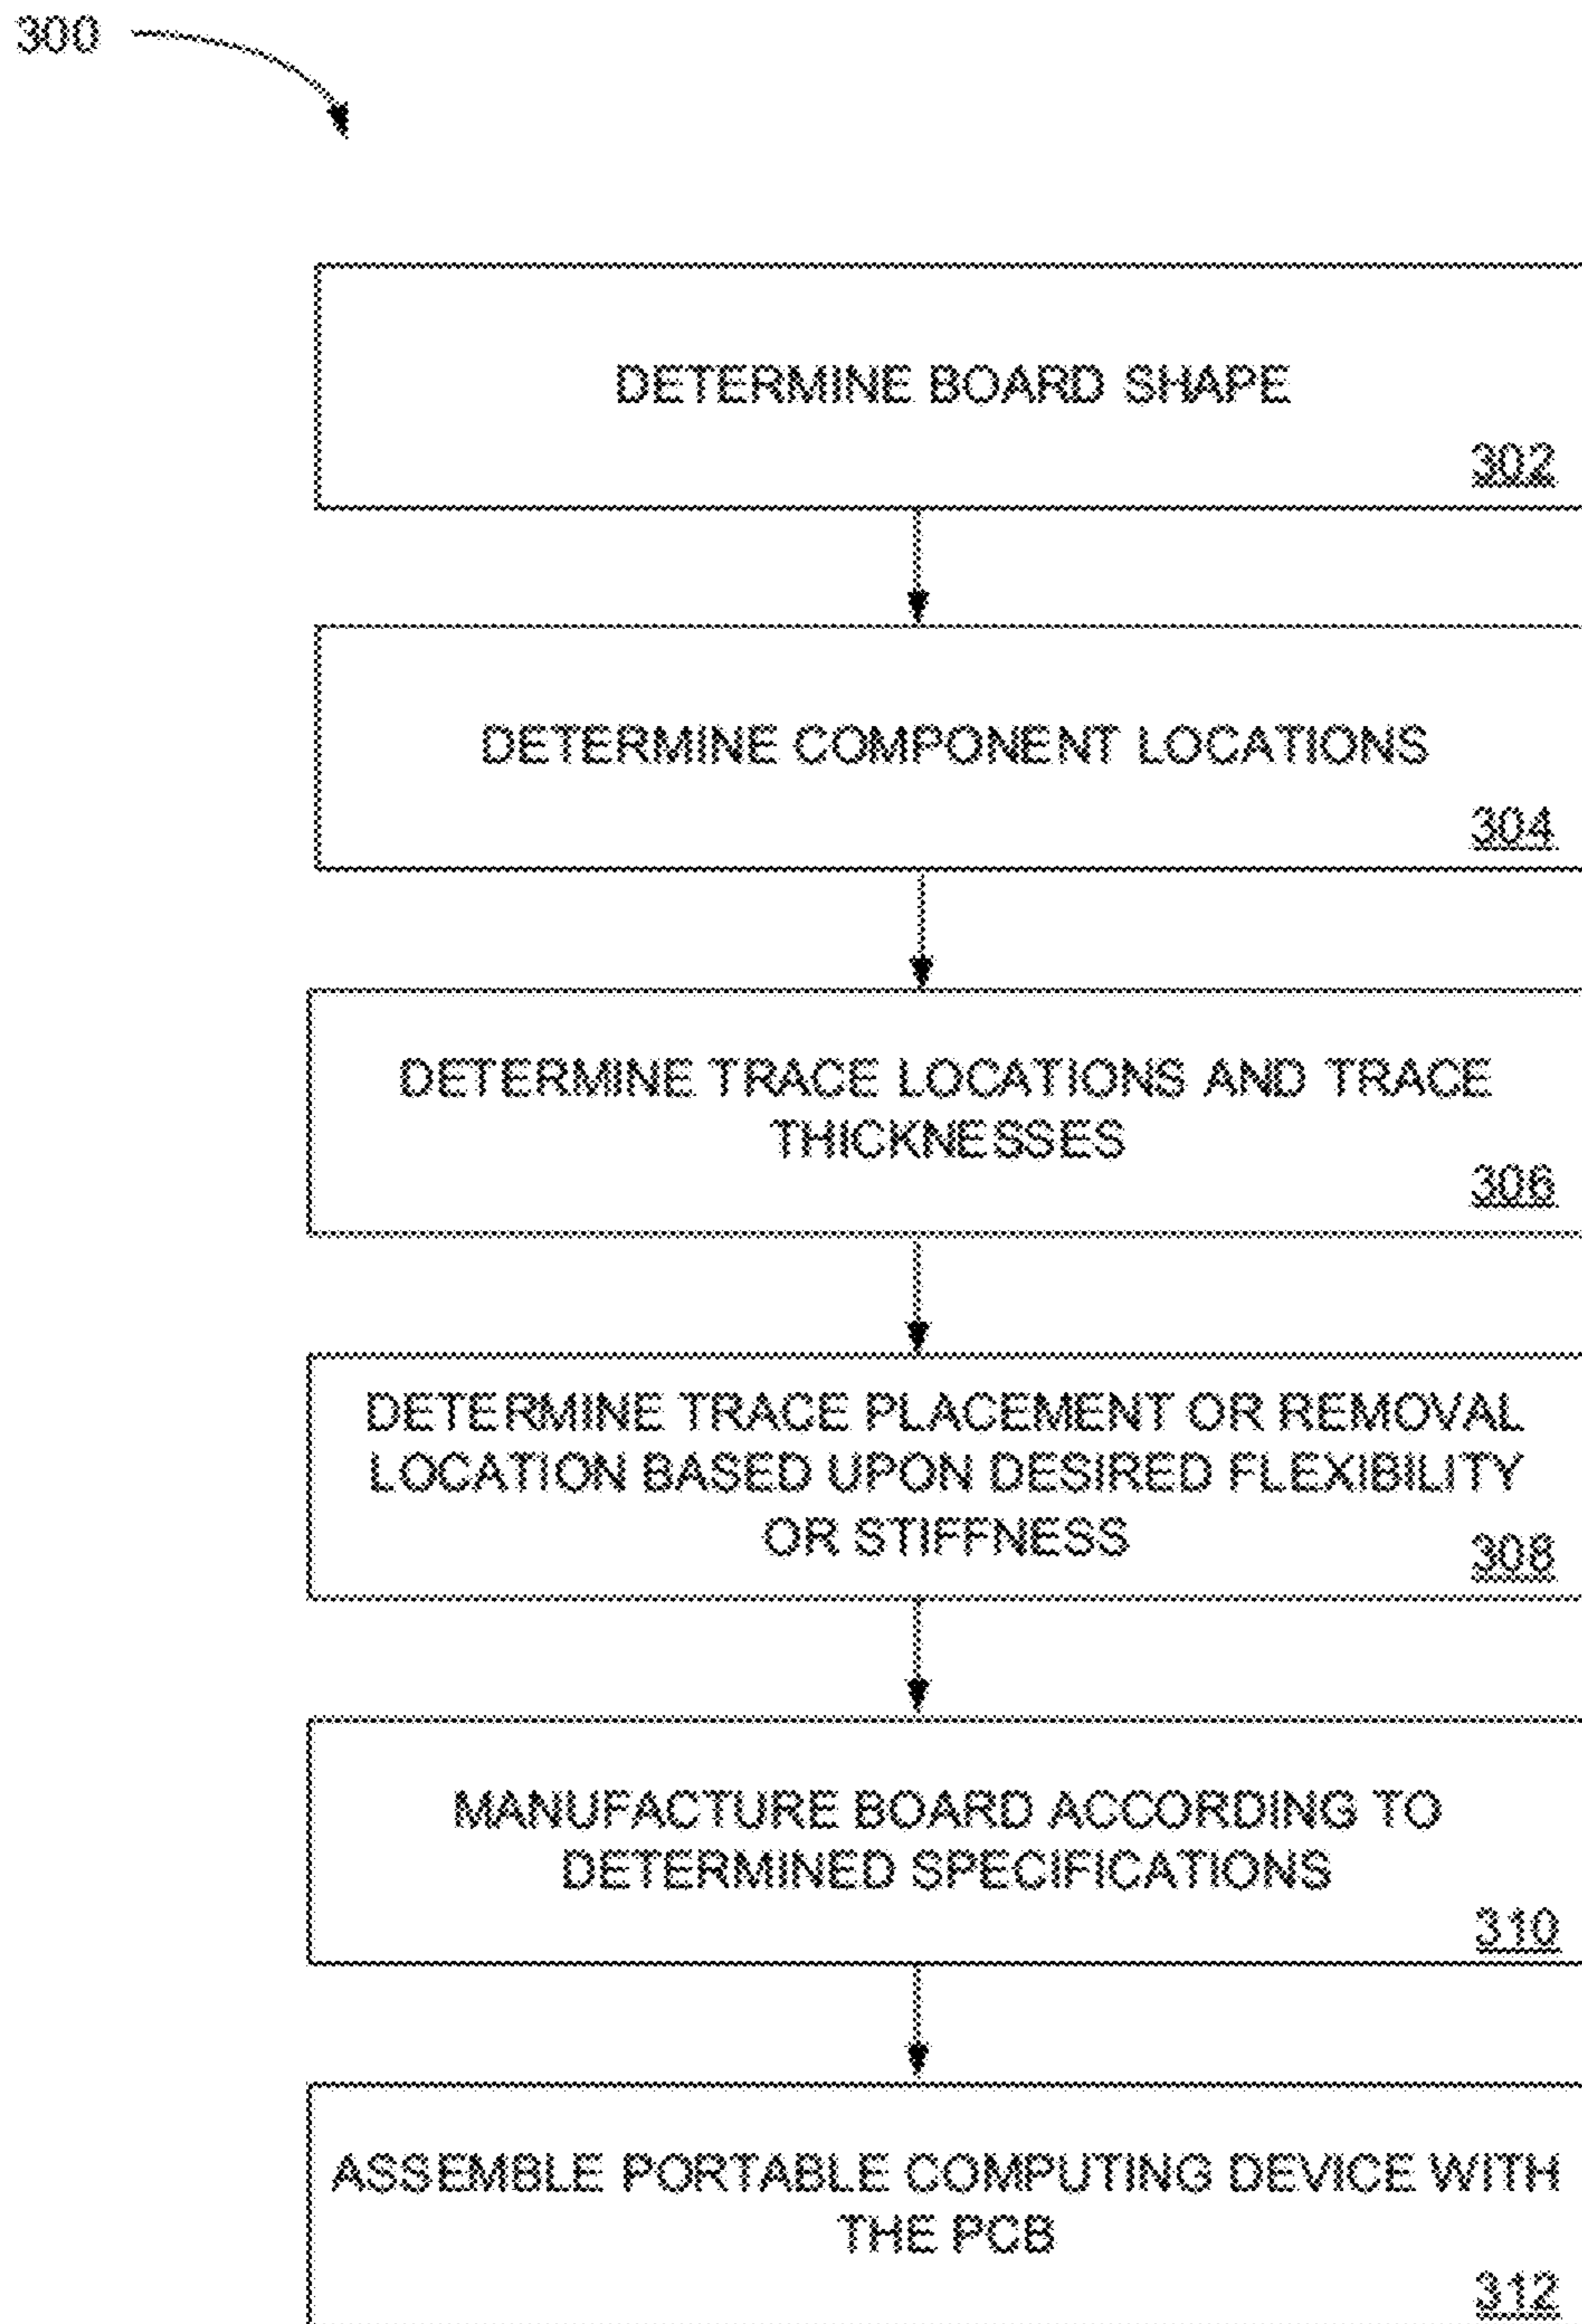 300
DETERMINE BOARD SHAPE
302
DETERMINE COMPONENT LOCATIONS
304
DETERMINE TRACE LOCATIONS AND TRACE
THICKNESSES
306
DETERMINE TRACE PLACEMENT OR REMOVAL
LOCATION BASED UPON DESIRED FLEXIBILITY
OR STIFFNESS
308
MANUFACTURE BOARD ACCORDING TO
DETERMINED SPECIFICATIONS
310
ASSEMBLE PORTABLE COMPUTING DEVICE WITH
THE PCB
312